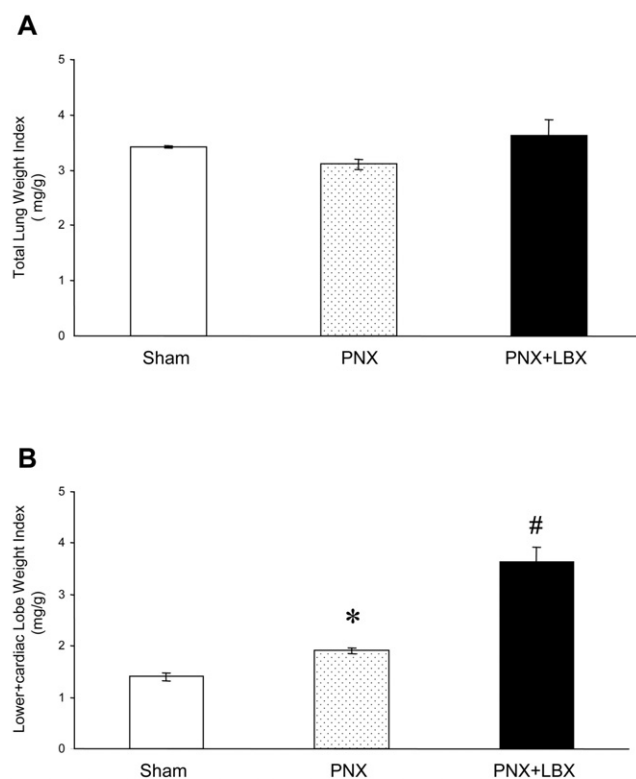 A
Total Lung Weight Index
( mg/g)
5
4
3
2
1
0
Sham PNX PNX+LBX
B
Lower+cardiac Lobe Weight Index
(mg/g)
5
4
3
2
1
0
*
#
Sham PNX PNX+LBX